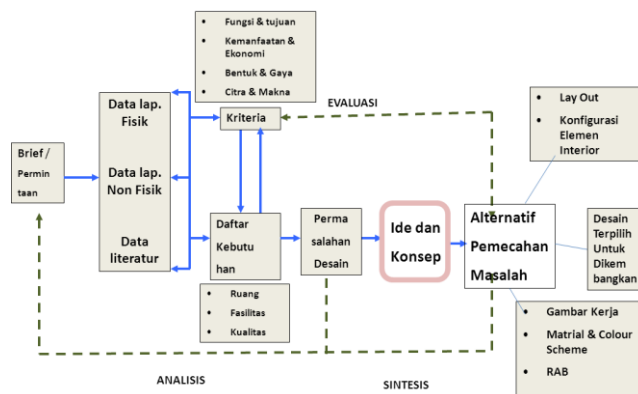 • Fungsi & tujuan
• Kemanfaatan &
Ekonomi
• Bentuk & Gaya
• Citra & Makna
EVALUASI
• Lay Out
• Konfigurasi
Elemen
Interior
Data lap.
Fisik
Data lap.
Non Fisik
Data
literatur
Kriteria
Brief /
Permin
taan
Daftar
Kebutu
han
Perma
salahan
Desain
Ide dan
Konsep
Alternatif
Pemecahan
Masalah
Desain
Terpilih
Untuk
Dikem
bangkan
• Ruang
• Fasilitas
• Kualitas
• Gambar Kerja
• Matrial & Colour
Scheme
• RAB
ANALISIS
SINTESIS